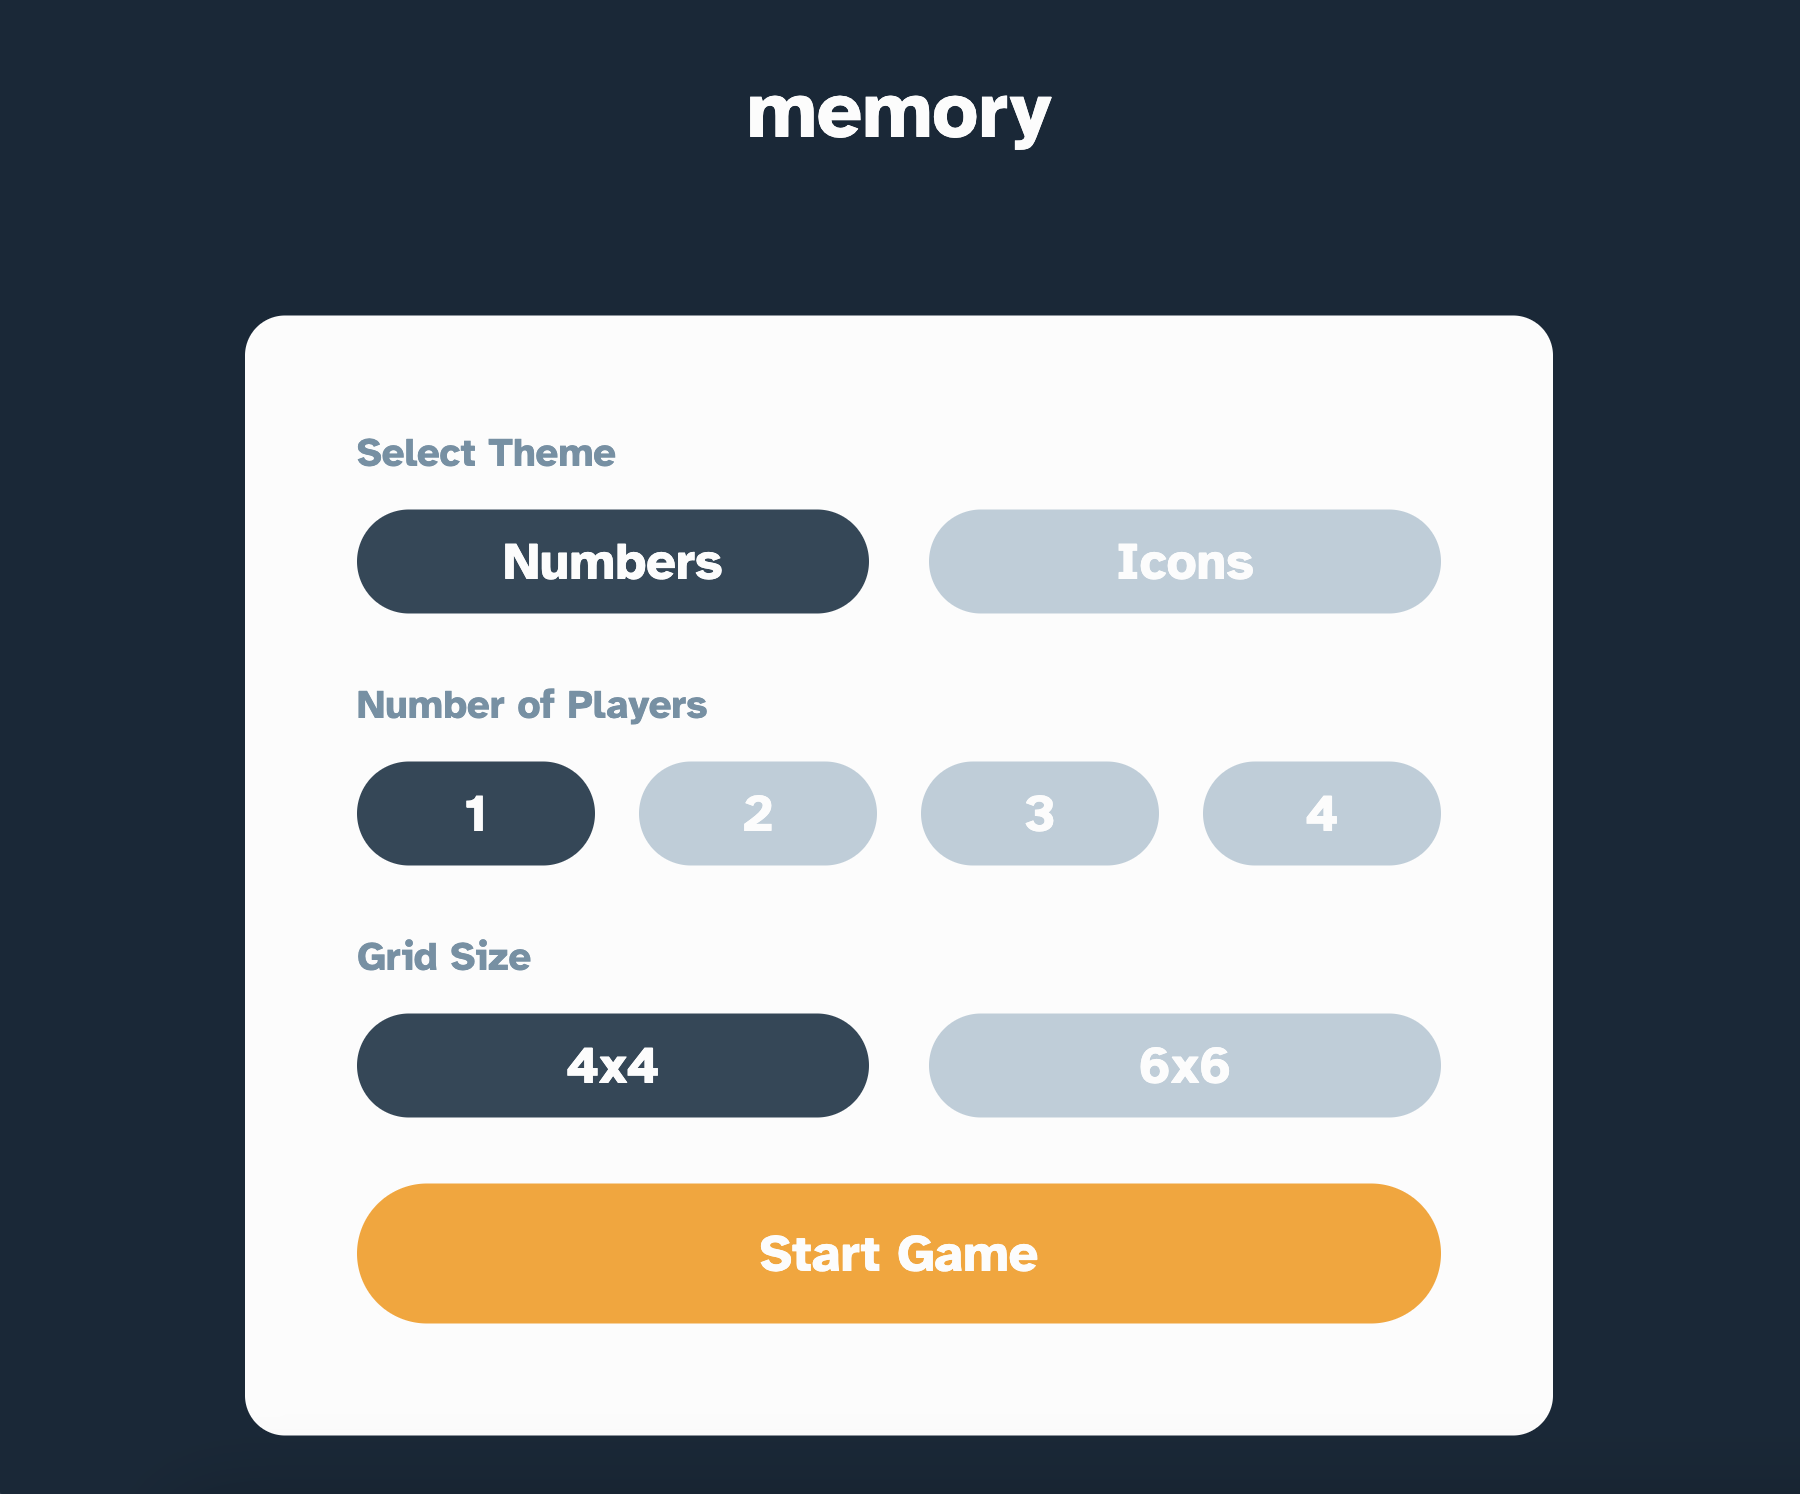 memory
Select Theme
Numbers Icons
Number of Players
1 2 3 4
Grid Size
4x4 6x6
Start Game